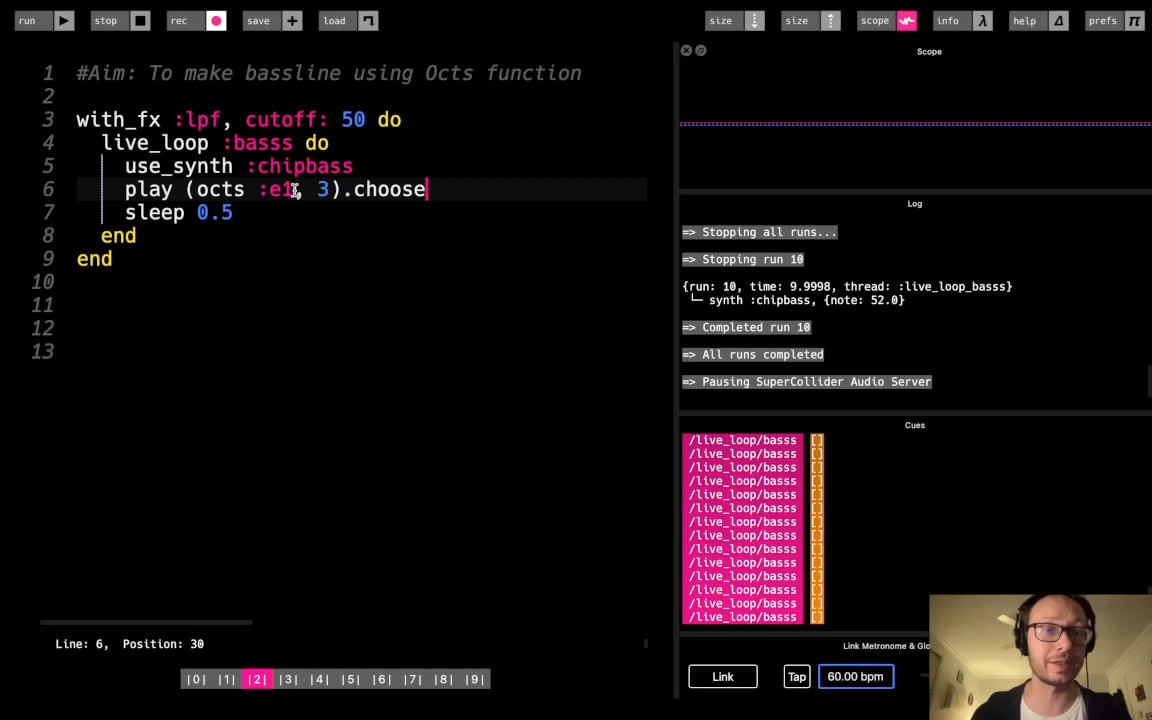 run stop rec save + load size size scope info λ help Δ prefs π
1 #Aim: To make bassline using Octs function
2
3 with_fx :lpf, cutoff: 50 do
4 live_loop :basss do
5 use_synth :chipbass
6 play (octs :e1, 3).choose
7 sleep 0.5
8 end
9 end
10
11
12
13
Line: 6, Position: 30
|0| |1| |2| |3| |4| |5| |6| |7| |8| |9|
Scope
Log
=> Stopping all runs...
=> Stopping run 10
{run: 10, time: 9.9998, thread: :live_loop_basss}
└─ synth :chipbass, {note: 52.0}
=> Completed run 10
=> All runs completed
=> Pausing SuperCollider Audio Server
Cues
/live_loop/basss []
/live_loop/basss []
/live_loop/basss []
/live_loop/basss []
/live_loop/basss []
/live_loop/basss []
/live_loop/basss []
/live_loop/basss []
/live_loop/basss []
/live_loop/basss []
/live_loop/basss []
/live_loop/basss []
/live_loop/basss []
/live_loop/basss []
Link Metronome & Glo
Link Tap 60.00 bpm